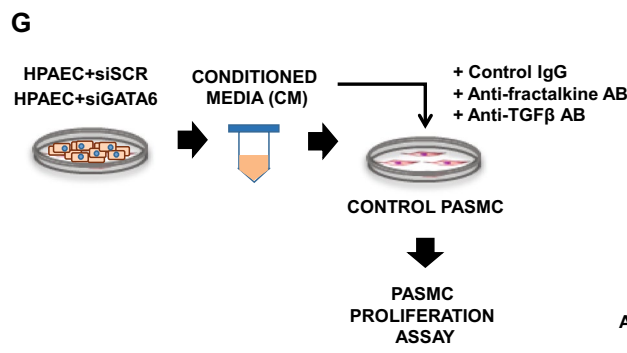 G
HPAEC+siSCR
HPAEC+siGATA6
CONDITIONED
MEDIA (CM)
+ Control IgG
+ Anti-fractalkine AB
+ Anti-TGFβ AB
CONTROL PASMC
PASMC
PROLIFERATION
ASSAY
A